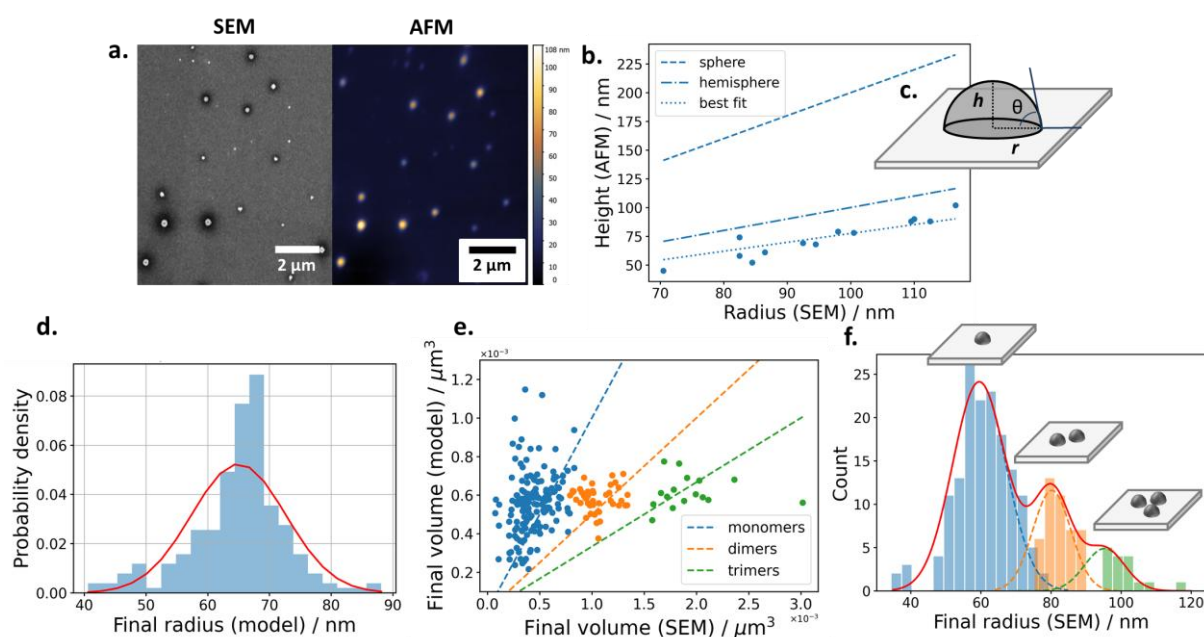 SEM
AFM
a.
2 μm
2 μm
108 nm
100
90
80
70
60
50
40
30
20
10
0
b.
sphere
hemisphere
best fit
Height (AFM) / nm
225
200
175
150
125
100
75
50
70
80
90
100
110
Radius (SEM) / nm
c.
h
θ
r
d.
Probability density
0.08
0.06
0.04
0.02
0.00
40
50
60
70
80
90
Final radius (model) / nm
e.
×10⁻³
Final volume (model) / μm³
1.2
1.0
0.8
0.6
0.4
0.2
monomers
dimers
trimers
0.0
0.5
1.0
1.5
2.0
2.5
3.0
Final volume (SEM) / μm³
×10⁻³
f.
Count
25
20
15
10
5
0
40
60
80
100
120
Final radius (SEM) / nm